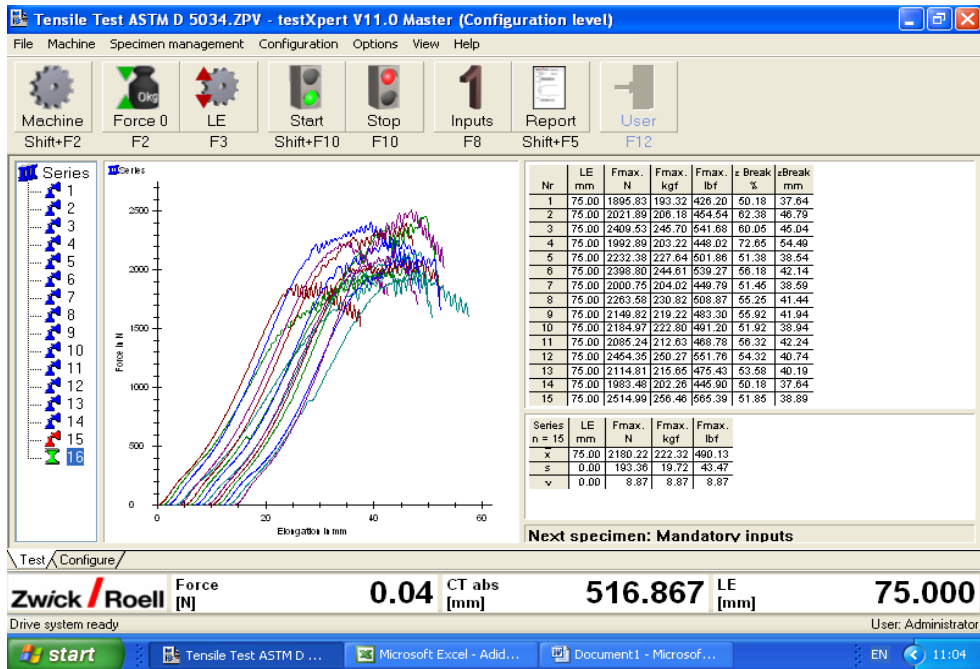 Tensile Test ASTM D 5034.ZPV - testXpert V11.0 Master (Configuration level)
File Machine Specimen management Configuration Options View Help
0kg
Machine Force 0 LE Start Stop Inputs Report User
Shift+F2 F2 F3 Shift+F10 F10 F8 Shift+F5 F12
Series
1
2
3
4
5
6
7
8
9
10
11
12
13
14
15
16
Series
Force in N
2500
2000
1500
1000
500
0
0 20 40 60
Elongation in mm
LE Fmax. Fmax. Fmax. ε Break εBreak
Nr mm N kgf lbf % mm
1 75.00 1895.83 193.32 426.20 50.18 37.64
2 75.00 2021.89 206.18 454.54 62.38 46.79
3 75.00 2409.53 245.70 541.68 60.05 45.04
4 75.00 1992.89 203.22 448.02 72.65 54.49
5 75.00 2232.38 227.64 501.86 51.38 38.54
6 75.00 2398.80 244.61 539.27 56.18 42.14
7 75.00 2000.75 204.02 449.79 51.45 38.59
8 75.00 2263.58 230.82 508.87 55.25 41.44
9 75.00 2149.82 219.22 483.30 55.92 41.94
10 75.00 2184.97 222.80 491.20 51.92 38.94
11 75.00 2085.24 212.63 468.78 56.32 42.24
12 75.00 2454.35 250.27 551.76 54.32 40.74
13 75.00 2114.81 215.65 475.43 53.58 40.19
14 75.00 1983.48 202.26 445.90 50.18 37.64
15 75.00 2514.99 256.46 565.39 51.85 38.89
Series LE Fmax. Fmax. Fmax.
n = 15 mm N kgf lbf
x 75.00 2180.22 222.32 490.13
s 0.00 193.36 19.72 43.47
v 0.00 8.87 8.87 8.87
Next specimen: Mandatory inputs
Test Configure
Zwick / Roell Force [N] 0.04 CT abs [mm] 516.867 LE [mm] 75.000
Drive system ready User: Administrator
start Tensile Test ASTM D ... Microsoft Excel - Adid... Document1 - Microsof... EN 11:04